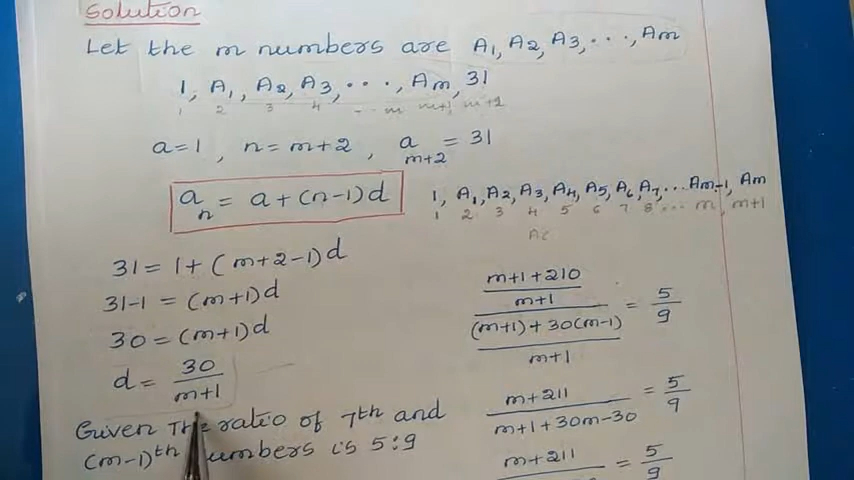 Solution
Let the m numbers are A1, A2, A3, ..., Am
1, A1, A2, A3, ..., Am, 31
1 2 3 4 ... m m+1 m+2
a=1 , n=m+2 , a m+2 = 31
an = a+(n-1)d
1, A1, A2, A3, A4, A5, A6, A7, ... Am-1, Am
1 2 3 4 5 6 7 8 ... m, m+1
31 = 1+(m+2-1)d
31-1 = (m+1)d
30 = (m+1)d
d = 30/m+1
Given The ratio of 7th and
(m-1)th numbers is 5:9
m+1+210
m+1
(m+1)+30(m-1)
m+1
= 5/9
m+211
m+1+30m-30
= 5/9
m+211
= 5/9